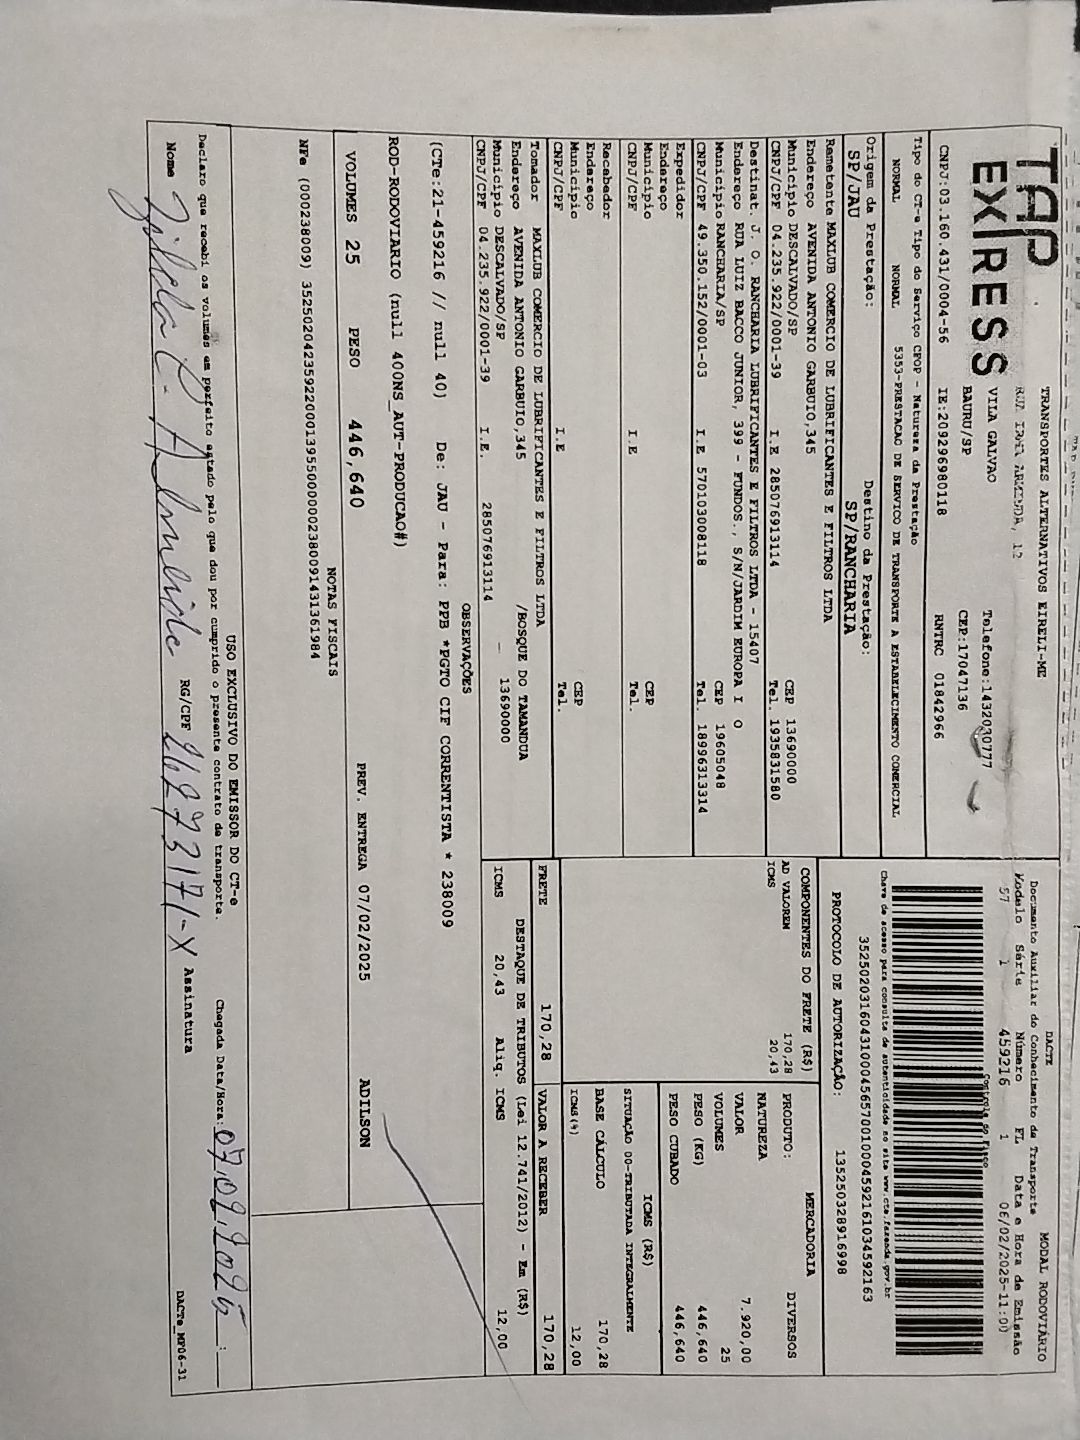 TAP EXPRESS
TRANSPORTES ALTERNATIVOS EIRELI-ME
12
VILA GALVAO
BAURU/SP
Telefone:1432030777
CEP:17047136
CNPJ:03.160.431/0004-56 IE:209296980118 RNTRC 01842966
DACTE MODAL RODOVIÁRIO
Documento Auxiliar do Conhecimento de Transporte
Modelo Série Número FL Data e Hora de Emissão
57 1 459216 1 06/02/2025-11:00
Controle do Fisco
Chave de acesso para consulta de autenticidade no site www.cte.fazenda.gov.br
35250203160431000456570010004592161034592163
PROTOCOLO DE AUTORIZAÇÃO: 135250328916998
Tipo do CT-e Tipo do Serviço CFOP - Natureza da Prestação
NORMAL NORMAL 5353-PRESTACAO DE SERVICO DE TRANSPORTE A ESTABELECIMENTO COMERCIAL
Origem da Prestação: Destino da Prestação:
SP/JAU SP/RANCHARIA
Remetente MAXLUB COMERCIO DE LUBRIFICANTES E FILTROS LTDA
Endereço AVENIDA ANTONIO GARBUIO,345
Município DESCALVADO/SP CEP 13690000
CNPJ/CPF 04.235.922/0001-39 I.E 285076913114 Tel. 1935831580
Destinat. J. O. RANCHARIA LUBRIFICANTES E FILTROS LTDA - 15407
Endereço RUA LUIZ BACCO JUNIOR, 399 - FUNDOS., S/N/JARDIM EUROPA I O
Município RANCHARIA/SP CEP 19605048
CNPJ/CPF 49.350.152/0001-03 I.E 570103008118 Tel. 18996313314
Expedidor
Endereço
Município CEP
CNPJ/CPF I.E Tel.
Recebedor
Endereço
Município CEP
CNPJ/CPF I.E Tel.
Tomador MAXLUB COMERCIO DE LUBRIFICANTES E FILTROS LTDA
Endereço AVENIDA ANTONIO GARBUIO,345 /BOSQUE DO TAMANDUA
Município DESCALVADO/SP 13690000
CNPJ/CPF 04.235.922/0001-39 I.E. 285076913114
COMPONENTES DO FRETE (R$)
AD VALOREM 170,28
ICMS 20,43
PRODUTO: MERCADORIA
NATUREZA DIVERSOS
VALOR 7.920,00
VOLUMES 25
PESO (KG) 446,640
PESO CUBADO 446,640
ICMS (R$)
SITUAÇÃO 00-TRIBUTADA INTEGRALMENTE
BASE CÁLCULO 170,28
ICMS(%) 12,00
FRETE 170,28 VALOR A RECEBER 170,28
DESTAQUE DE TRIBUTOS (Lei 12.741/2012) - Em (R$)
ICMS 20,43 Aliq. ICMS 12,00
OBSERVAÇÕES
(CTe:21-459216 // null 40) De: JAU - Para: PPB *PGTO CIF CORRENTISTA * 238009
ROD-RODOVIARIO (null 400NS_AUT-PRODUCAO#)
VOLUMES 25 PESO 446,640 PREV. ENTREGA 07/02/2025 ADILSON
NOTAS FISCAIS
NFe (000238009) 35250204235922000139550000002380091431361984
USO EXCLUSIVO DO EMISSOR DO CT-e
Declaro que recebi os volumes em perfeito estado pelo que dou por cumprido o presente contrato de transporte. Chegada Data/Hora: 07.02.2025 :
Nome Zilda RG/CPF 26273171-X Assinatura
DACTe_MP06-31